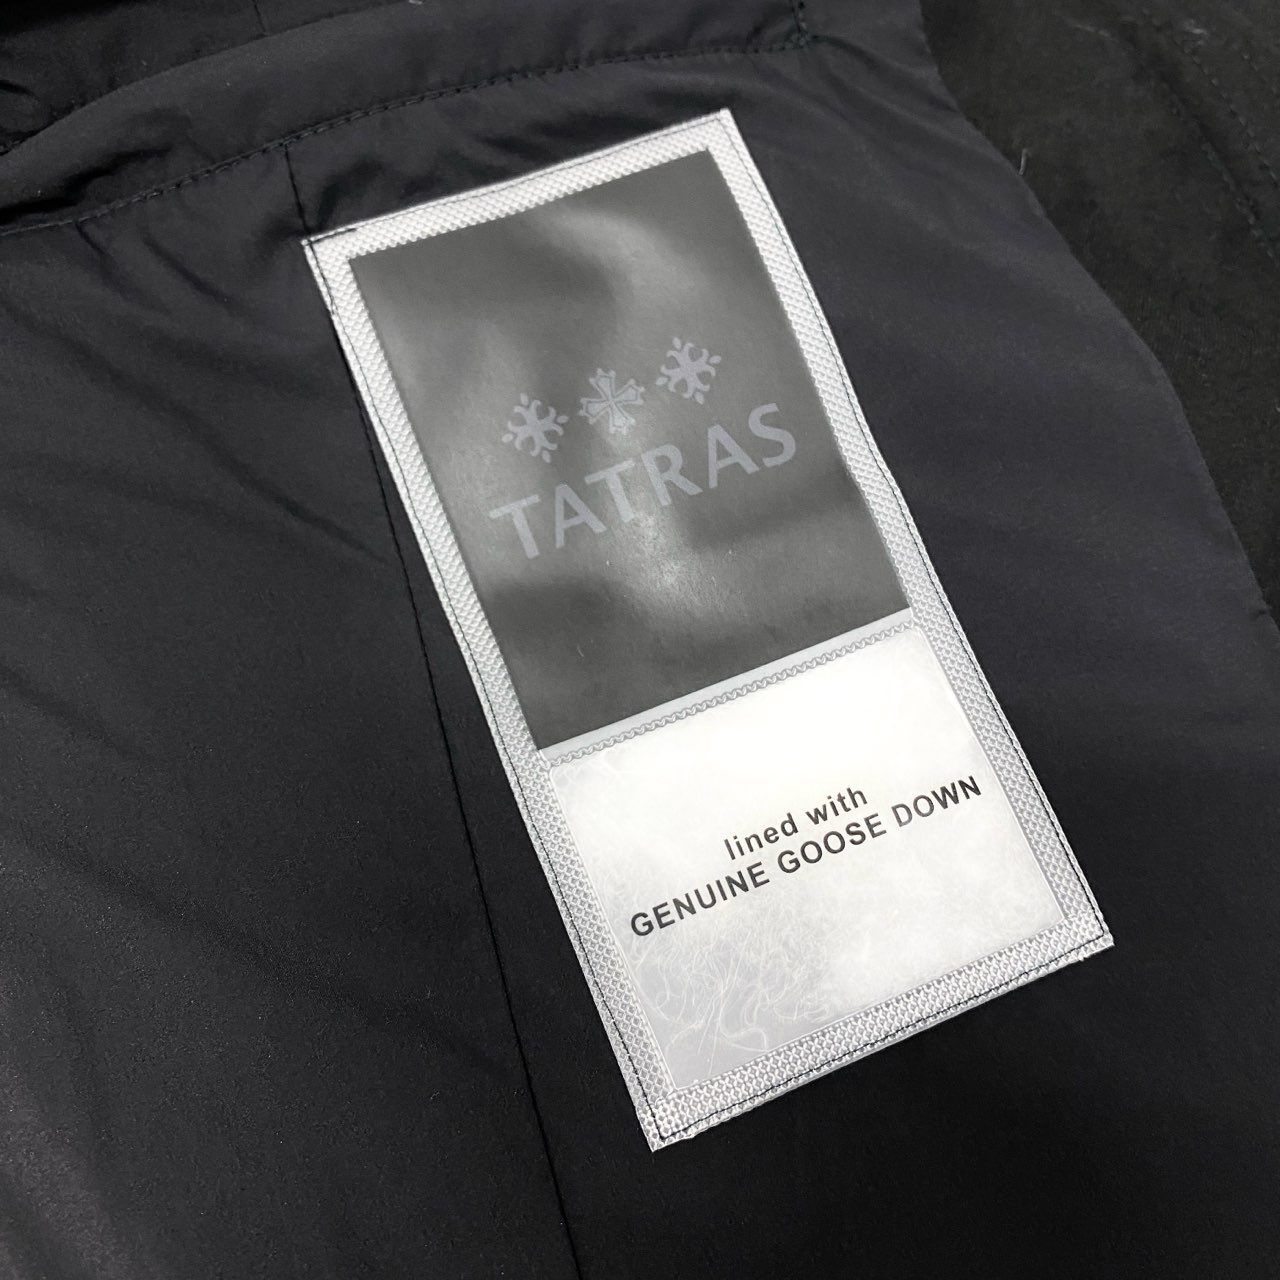 TATRAS
lined with
GENUINE GOOSE DOWN